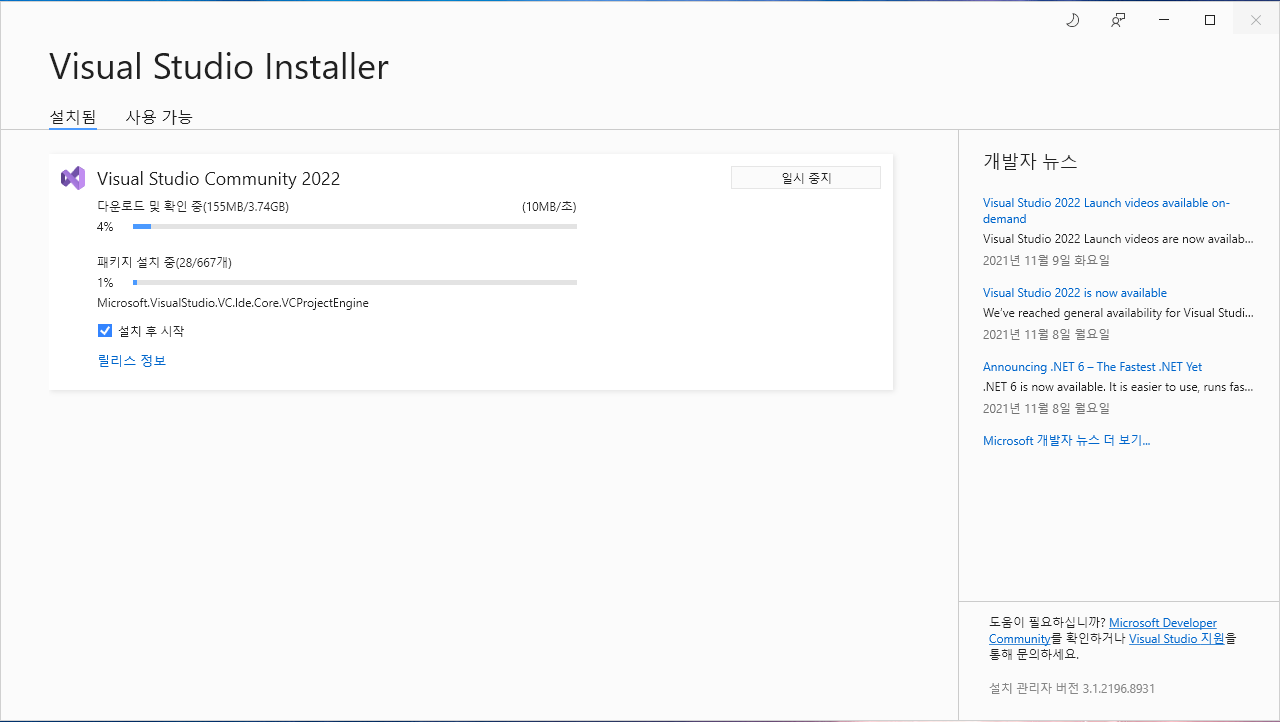 Visual Studio Installer
설치됨
사용 가능
Visual Studio Community 2022
일시 중지
다운로드 및 확인 중(155MB/3.74GB)
(10MB/초)
4%
패키지 설치 중(28/667개)
1%
Microsoft.VisualStudio.VC.Ide.Core.VCProjectEngine
설치 후 시작
릴리스 정보
개발자 뉴스
Visual Studio 2022 Launch videos available on-
demand
Visual Studio 2022 Launch videos are now availab...
2021년 11월 9일 화요일
Visual Studio 2022 is now available
We've reached general availability for Visual Studi...
2021년 11월 8일 월요일
Announcing .NET 6 – The Fastest .NET Yet
.NET 6 is now available. It is easier to use, runs fas...
2021년 11월 8일 월요일
Microsoft 개발자 뉴스 더 보기...
도움이 필요하십니까? Microsoft Developer
Community를 확인하거나 Visual Studio 지원을
통해 문의하세요.
설치 관리자 버전 3.1.2196.8931